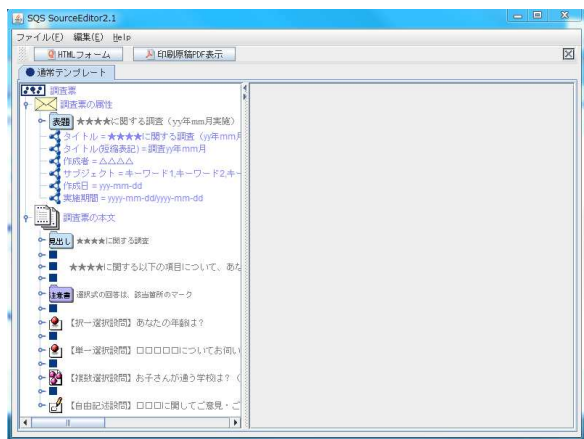 SQS SourceEditor2.1
ファイル(F) 編集(E) Help
HTMLフォーム 印刷原稿PDF表示
通常テンプレート
調査票
調査票の属性
表題 ★★★★に関する調査（yy年mm月実施）
タイトル = ★★★★に関する調査（yy年mm月
タイトル(短縮表記) = 調査yy年mm月
作成者 = △△△△
サブジェクト = キーワード1,キーワード2,キー
作成日 = yyy-mm-dd
実施期間 = yyyy-mm-dd/yyyy-mm-dd
調査票の本文
見出し ★★★★に関する調査
★★★★に関する以下の項目について、あな
注意書 選択式の回答は、該当箇所のマーク
【択一選択設問】あなたの年齢は？
【単一選択設問】□□□□□についてお伺い
【複数選択設問】お子さんが通う学校は？（
【自由記述設問】□□□に関してご意見・ご